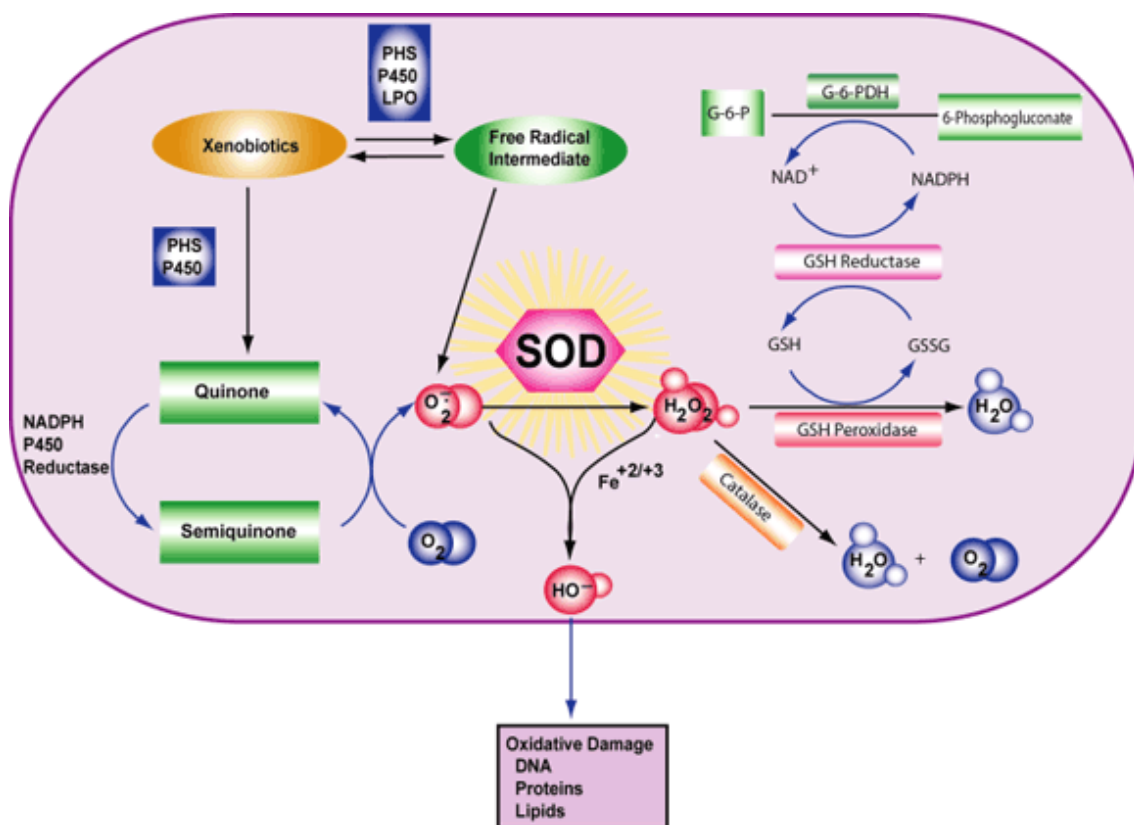 PHS
P450
LPO
Xenobiotics
Free Radical
Intermediate
G-6-P
G-6-PDH
6-Phosphogluconate
NAD+
NADPH
PHS
P450
GSH Reductase
SOD
GSH
GSSG
Quinone
O2•−
H2O2
H2O
GSH Peroxidase
NADPH
P450
Reductase
Fe+2/+3
Catalase
Semiquinone
O2
H2O + O2
HO−
Oxidative Damage
DNA
Proteins
Lipids